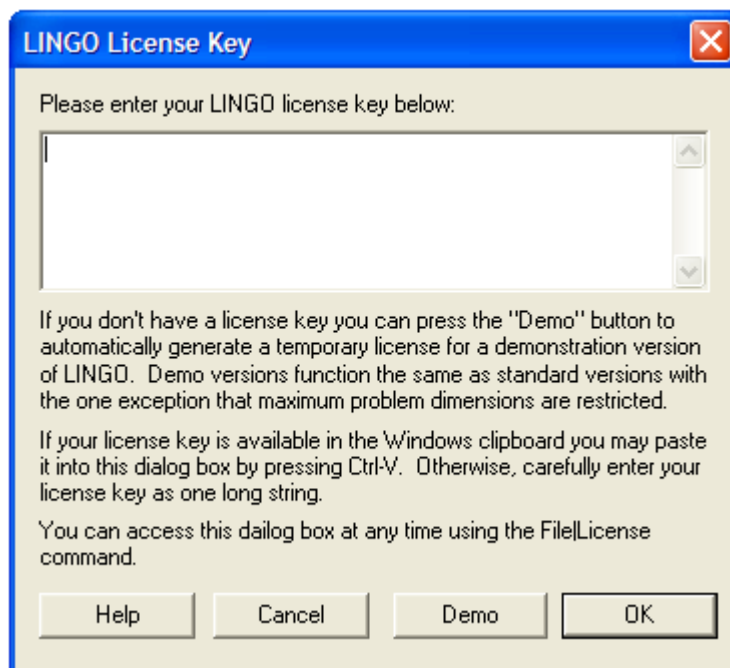 LINGO License Key
Please enter your LINGO license key below:
If you don't have a license key you can press the "Demo" button to
automatically generate a temporary license for a demonstration version
of LINGO.  Demo versions function the same as standard versions with
the one exception that maximum problem dimensions are restricted.
If your license key is available in the Windows clipboard you may paste
it into this dialog box by pressing Ctrl-V.  Otherwise, carefully enter your
license key as one long string.
You can access this dailog box at any time using the File|License
command.
Help Cancel Demo OK